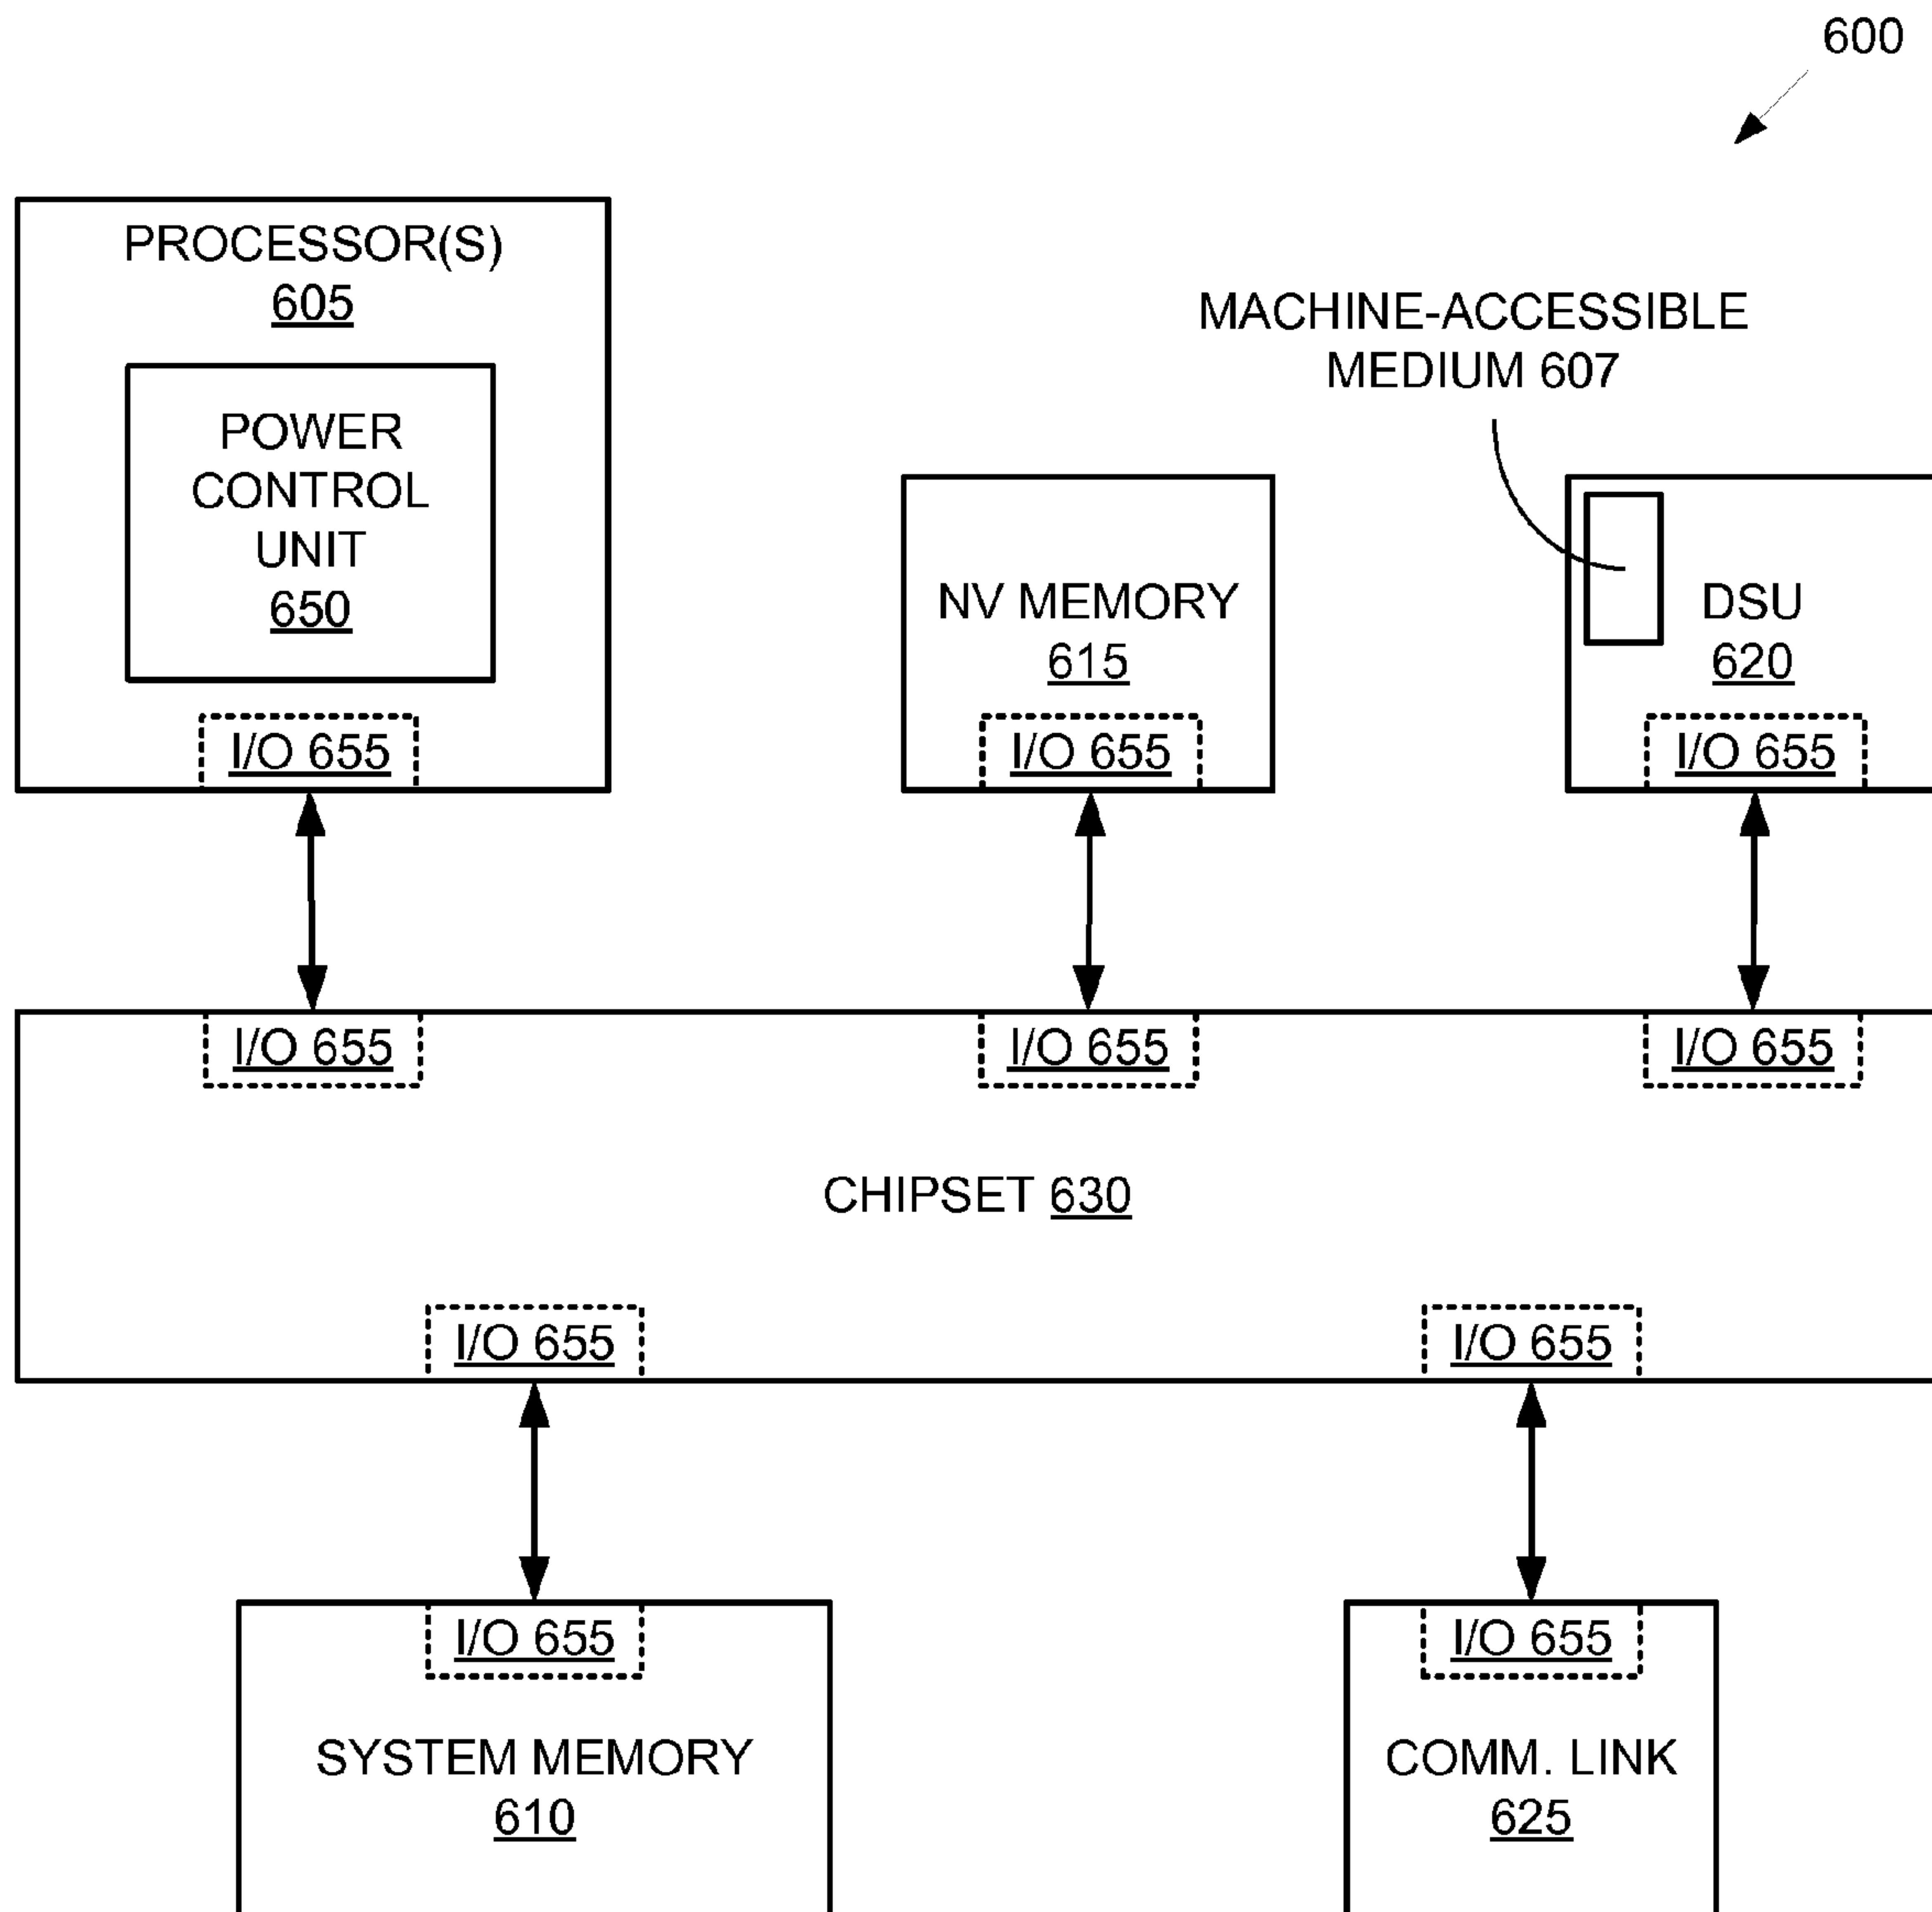 600
PROCESSOR(S)
605
POWER
CONTROL
UNIT
650
I/O 655
MACHINE-ACCESSIBLE
MEDIUM 607
NV MEMORY
615
I/O 655
DSU
620
I/O 655
I/O 655
I/O 655
I/O 655
CHIPSET 630
I/O 655
I/O 655
I/O 655
SYSTEM MEMORY
610
I/O 655
COMM. LINK
625